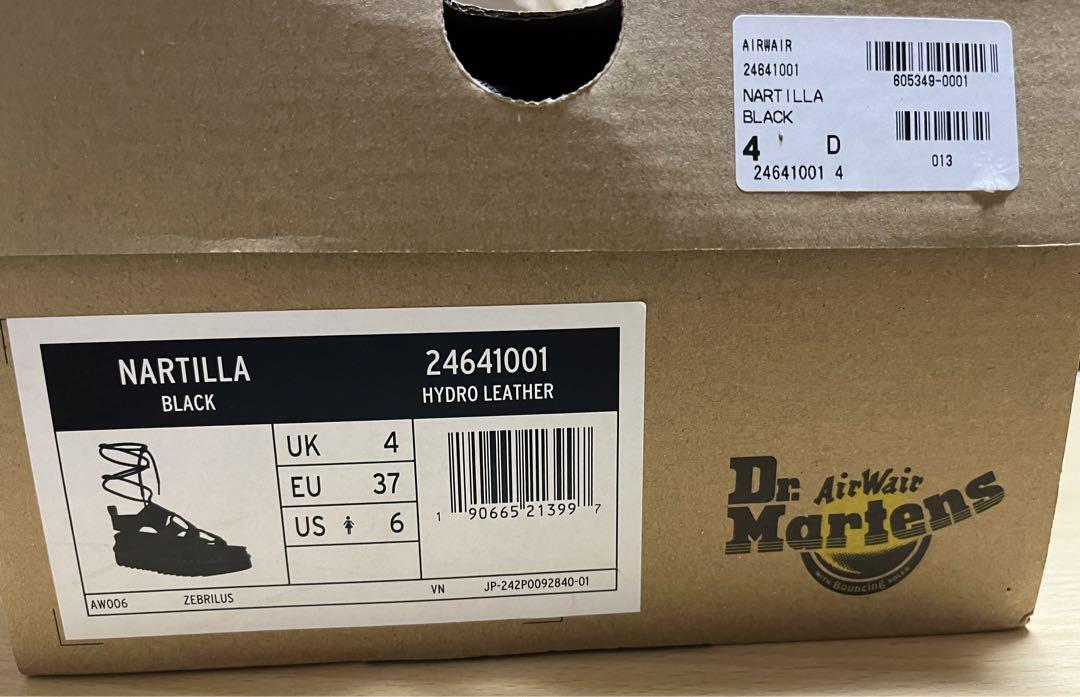 AIRWAIR
24641001
605349-0001
NARTILLA
BLACK
4 D
013
24641001 4
NARTILLA 24641001
BLACK HYDRO LEATHER
UK 4
EU 37
US 6
1 90665 21399 7
AW006 ZEBRILUS VN JP-242P0092840-01
Dr. AirWair
Martens
WITH Bouncing SOLES